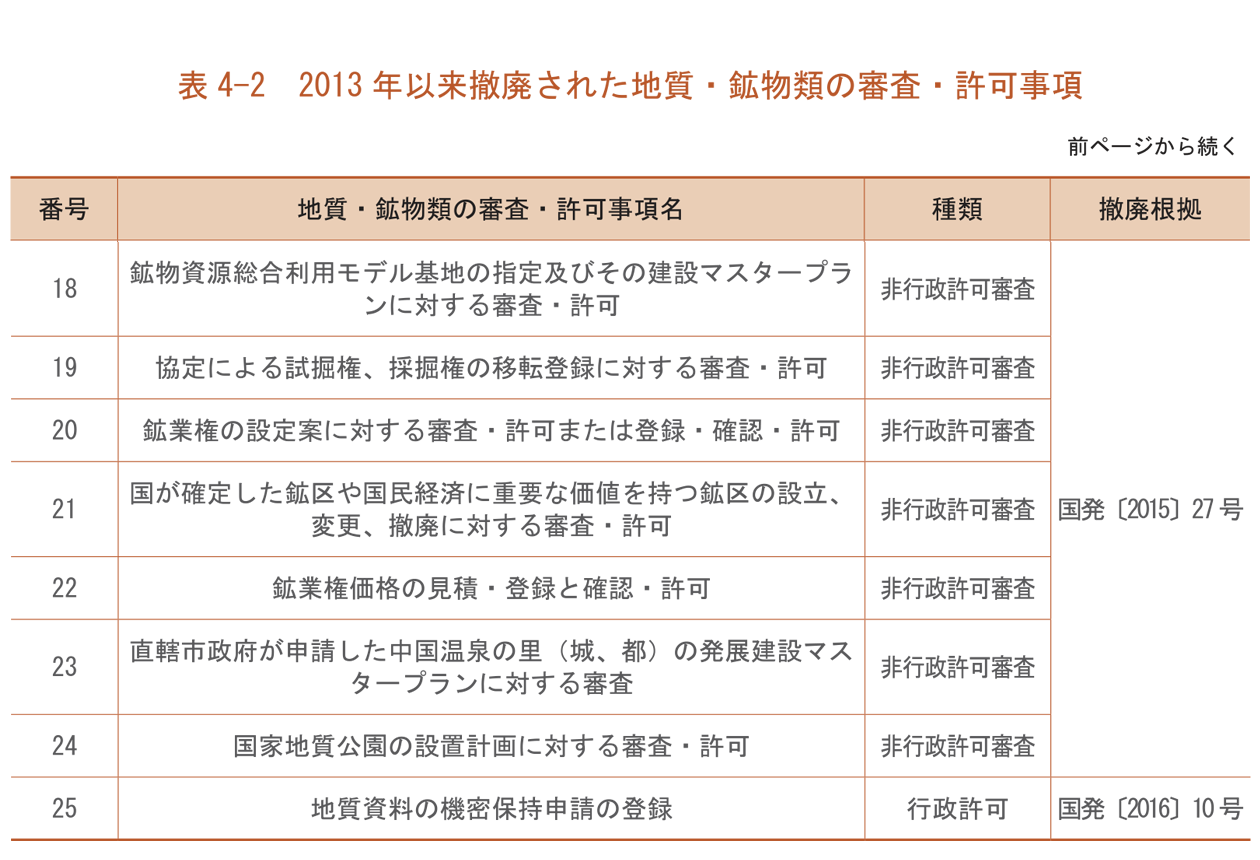 表 4-2　2013 年以来撤廃された地質・鉱物類の審査・許可事項
前ページから続く
番号 地質・鉱物類の審査・許可事項名 種類 撤廃根拠
18 鉱物資源総合利用モデル基地の指定及びその建設マスタープラ
ンに対する審査・許可 非行政許可審査
19 協定による試掘権、採掘権の移転登録に対する審査・許可 非行政許可審査
20 鉱業権の設定案に対する審査・許可または登録・確認・許可 非行政許可審査
21 国が確定した鉱区や国民経済に重要な価値を持つ鉱区の設立、
変更、撤廃に対する審査・許可 非行政許可審査 国発〔2015〕27 号
22 鉱業権価格の見積・登録と確認・許可 非行政許可審査
23 直轄市政府が申請した中国温泉の里（城、都）の発展建設マス
タープランに対する審査 非行政許可審査
24 国家地質公園の設置計画に対する審査・許可 非行政許可審査
25 地質資料の機密保持申請の登録 行政許可 国発〔2016〕10 号